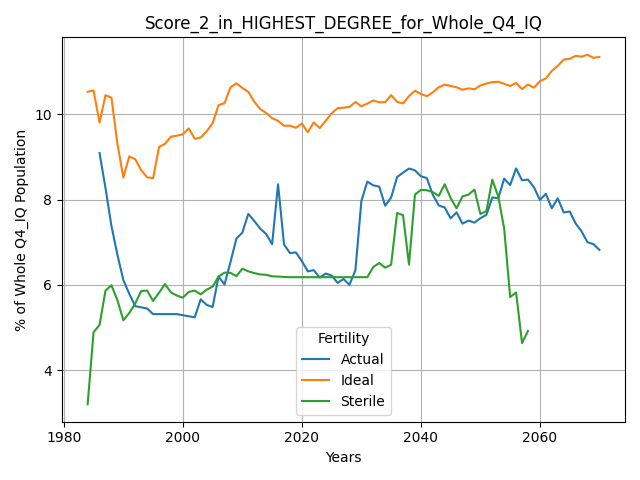 Score_2_in_HIGHEST_DEGREE_for_Whole_Q4_IQ
% of Whole Q4_IQ Population
10
8
6
4
Fertility
Actual
Ideal
Sterile
1980 2000 2020 2040 2060
Years